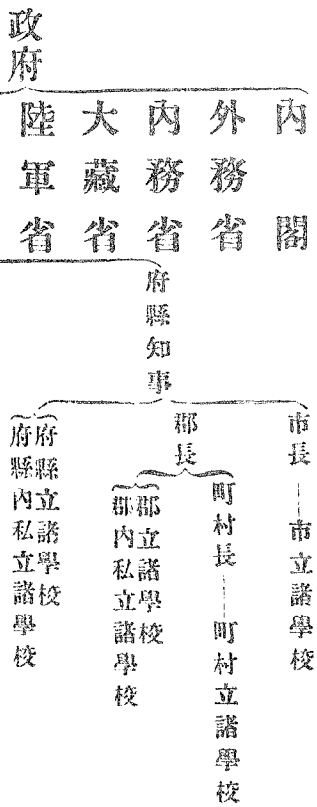 政府
內閣
外務省
內務省
大藏省
陸軍省
府縣知事
市長
市立諸學校
郡長
町村長
町村立諸學校
郡立諸學校
郡內私立諸學校
府縣立諸學校
府縣內私立諸學校